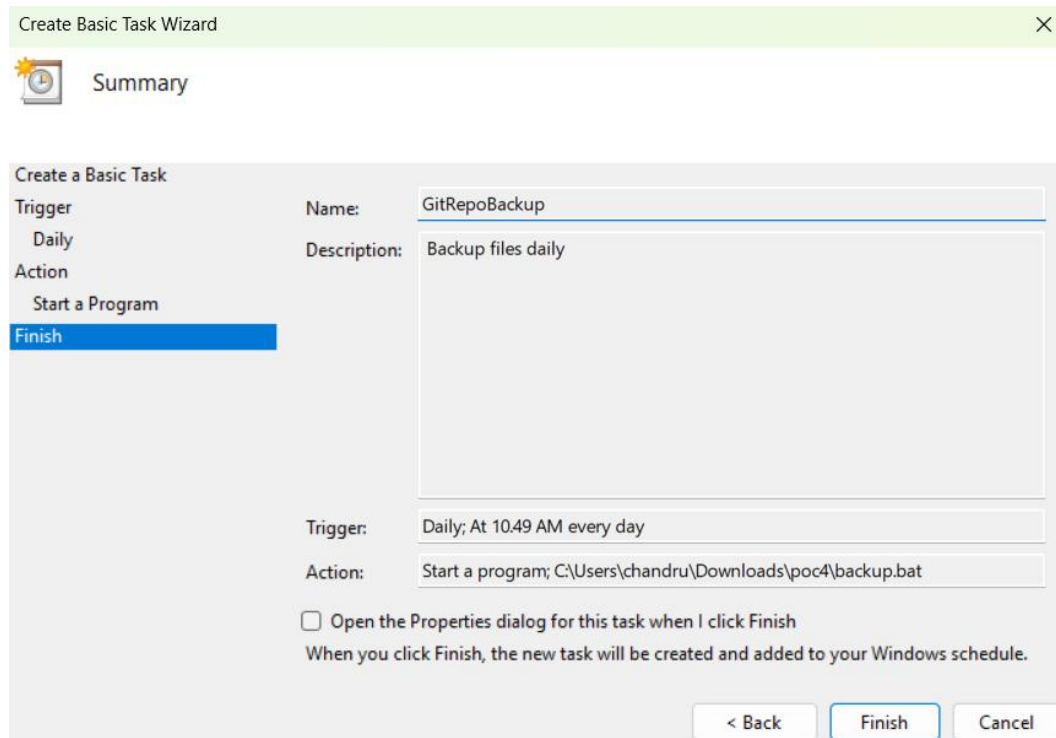 Create Basic Task Wizard
Summary
Create a Basic Task
Trigger
Daily
Action
Start a Program
Finish
Name: GitRepoBackup
Description: Backup files daily
Trigger: Daily; At 10.49 AM every day
Action: Start a program; C:\Users\chandru\Downloads\poc4\backup.bat
Open the Properties dialog for this task when I click Finish
When you click Finish, the new task will be created and added to your Windows schedule.
< Back Finish Cancel